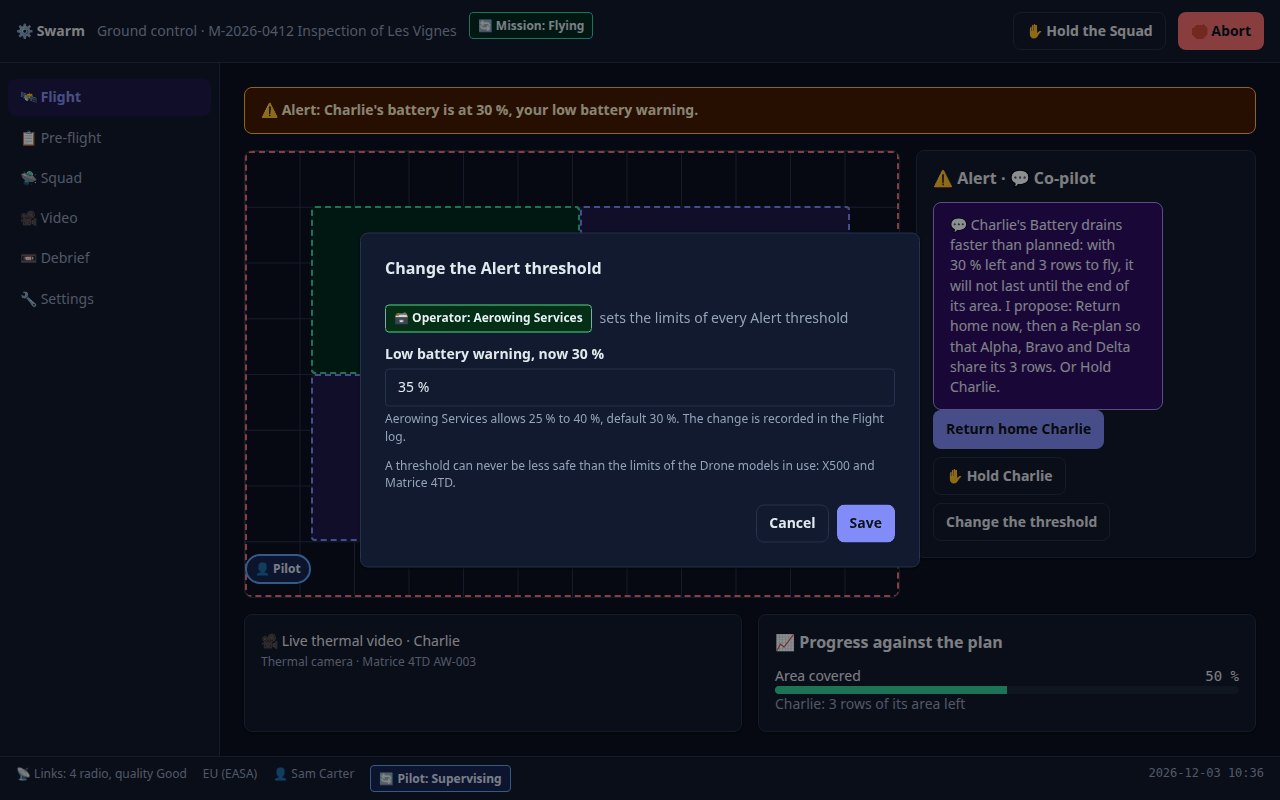 ⚙️ Swarm Ground control · M-2026-0412 Inspection of Les Vignes 🔄 Mission: Flying ✋ Hold the Squad 🛑 Abort
🛰️ Flight
📋 Pre-flight
🛸 Squad
🎥 Video
📼 Debrief
🔧 Settings
⚠️ Alert: Charlie's battery is at 30 %, your low battery warning.
⚠️ Alert · 💬 Co-pilot
💬 Charlie's Battery drains
faster than planned: with
30 % left and 3 rows to fly, it
will not last until the end of
its area. I propose: Return
home now, then a Re-plan so
that Alpha, Bravo and Delta
share its 3 rows. Or Hold
Charlie.
Return home Charlie
✋ Hold Charlie
Change the threshold
Change the Alert threshold
🗃️ Operator: Aerowing Services sets the limits of every Alert threshold
Low battery warning, now 30 %
35 %
Aerowing Services allows 25 % to 40 %, default 30 %. The change is recorded in the Flight
log.
A threshold can never be less safe than the limits of the Drone models in use: X500 and
Matrice 4TD.
Cancel Save
👤 Pilot
🎥 Live thermal video · Charlie
Thermal camera · Matrice 4TD AW-003
📈 Progress against the plan
Area covered 50 %
Charlie: 3 rows of its area left
📡 Links: 4 radio, quality Good EU (EASA) 👤 Sam Carter 🔄 Pilot: Supervising 2026-12-03 10:36